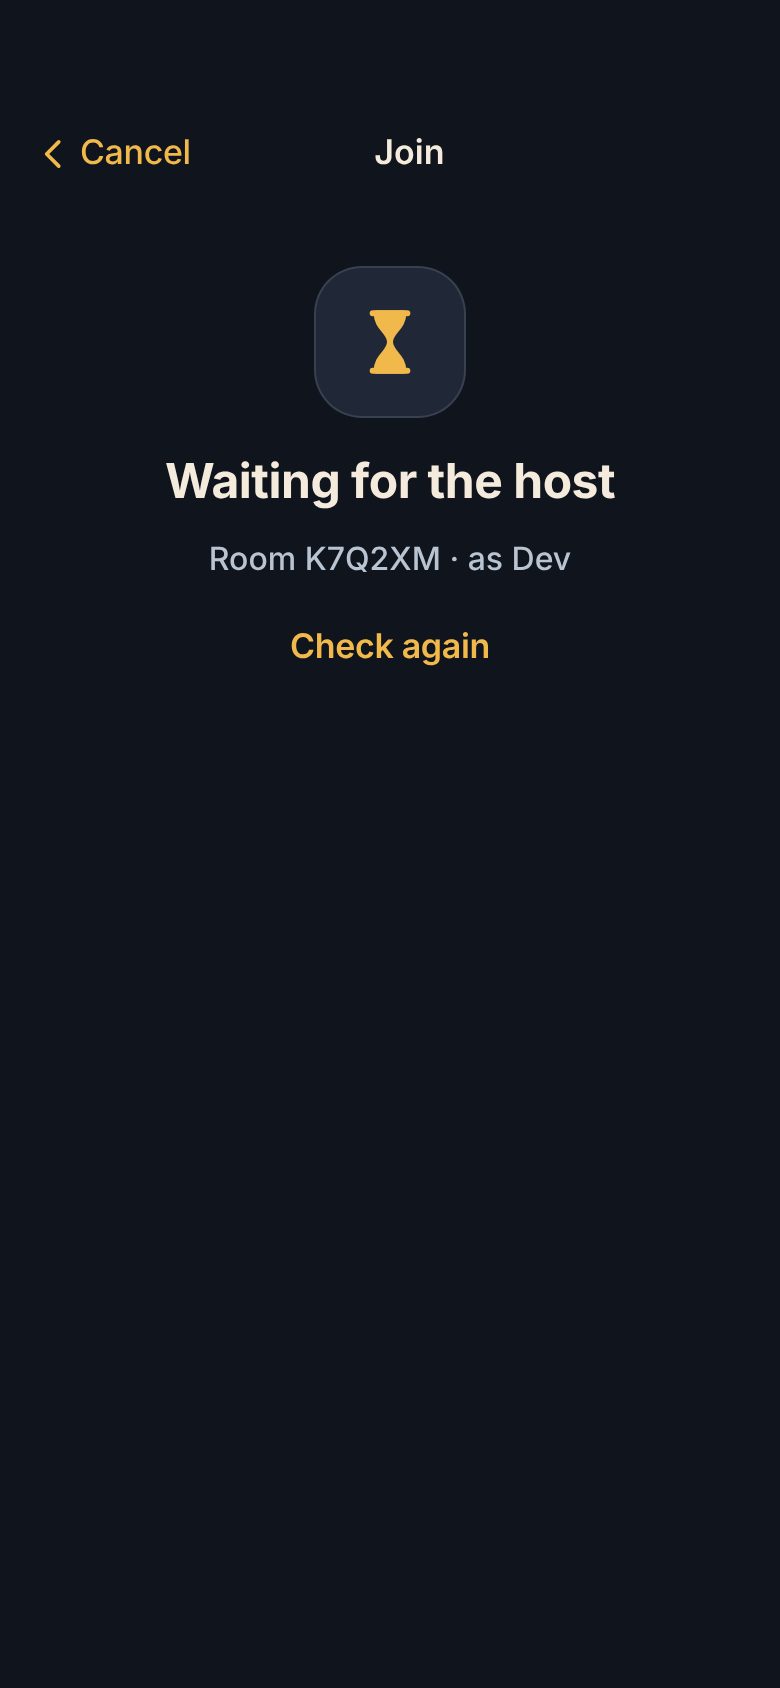 Cancel
Join
Waiting for the host
Room K7Q2XM · as Dev
Check again